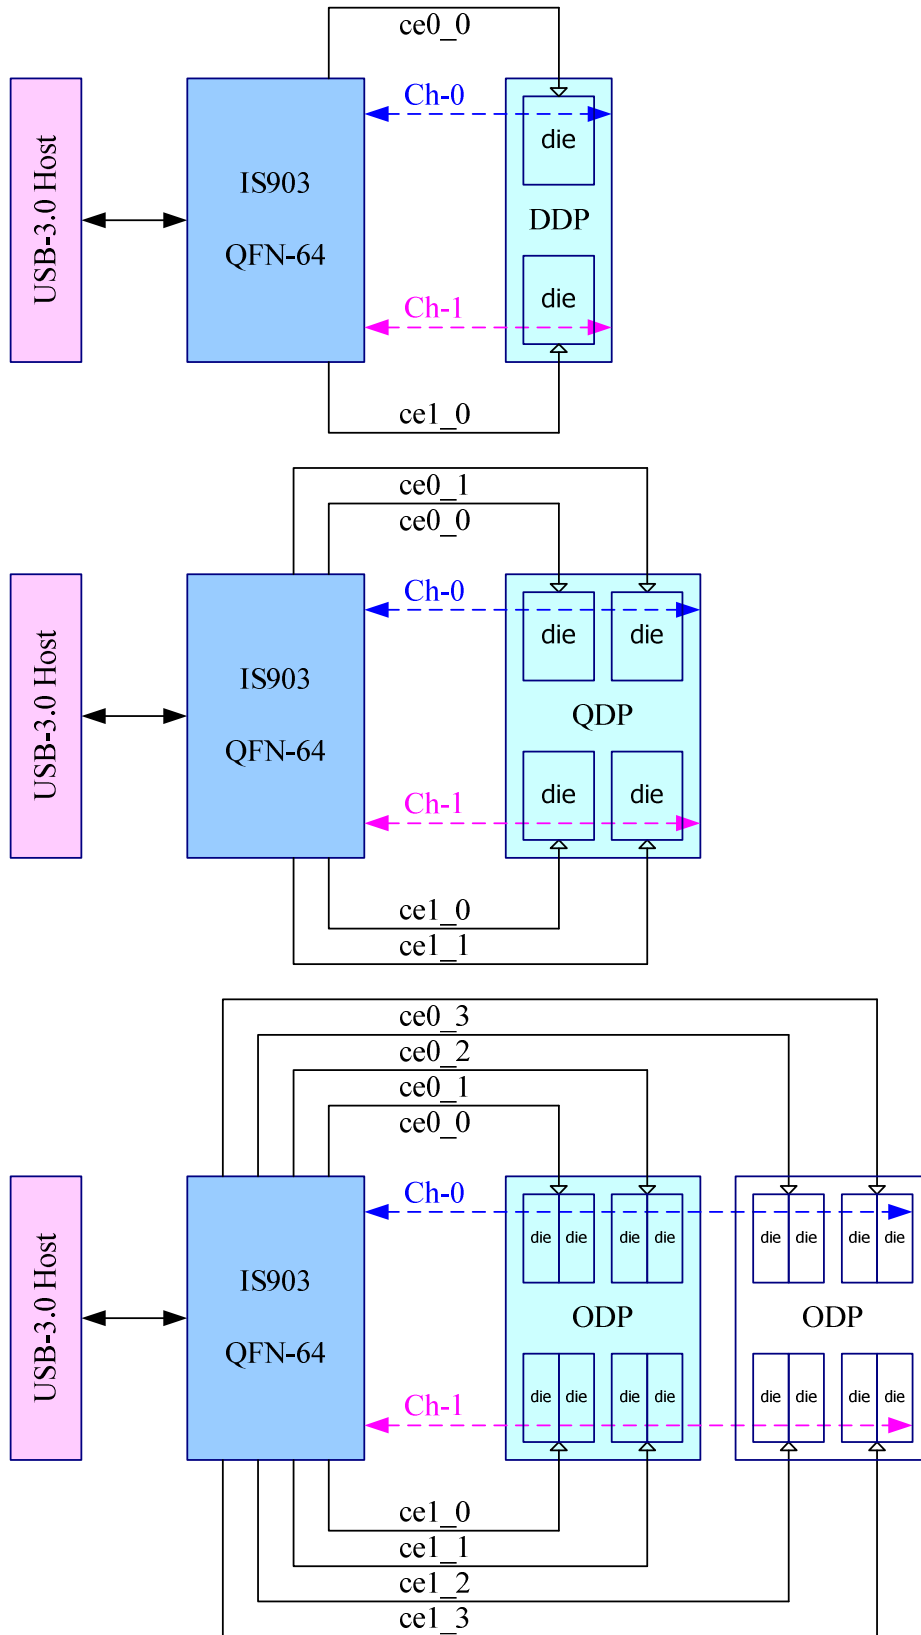 ce0_0
Ch-0
die
USB-3.0 Host
IS903
DDP
QFN-64
die
Ch-1
ce1_0
ce0_1
ce0_0
Ch-0
die die
USB-3.0 Host
IS903
QDP
QFN-64
die die
Ch-1
ce1_0
ce1_1
ce0_3
ce0_2
ce0_1
ce0_0
Ch-0
die die die die die die die die
USB-3.0 Host
IS903
ODP ODP
QFN-64
die die die die die die die die
Ch-1
ce1_0
ce1_1
ce1_2
ce1_3